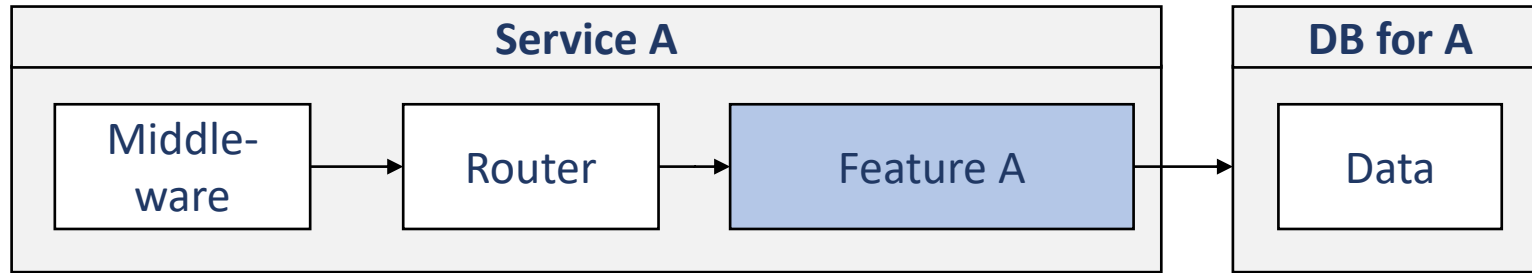 Service A
DB for A
Middle-
ware
Router
Feature A
Data